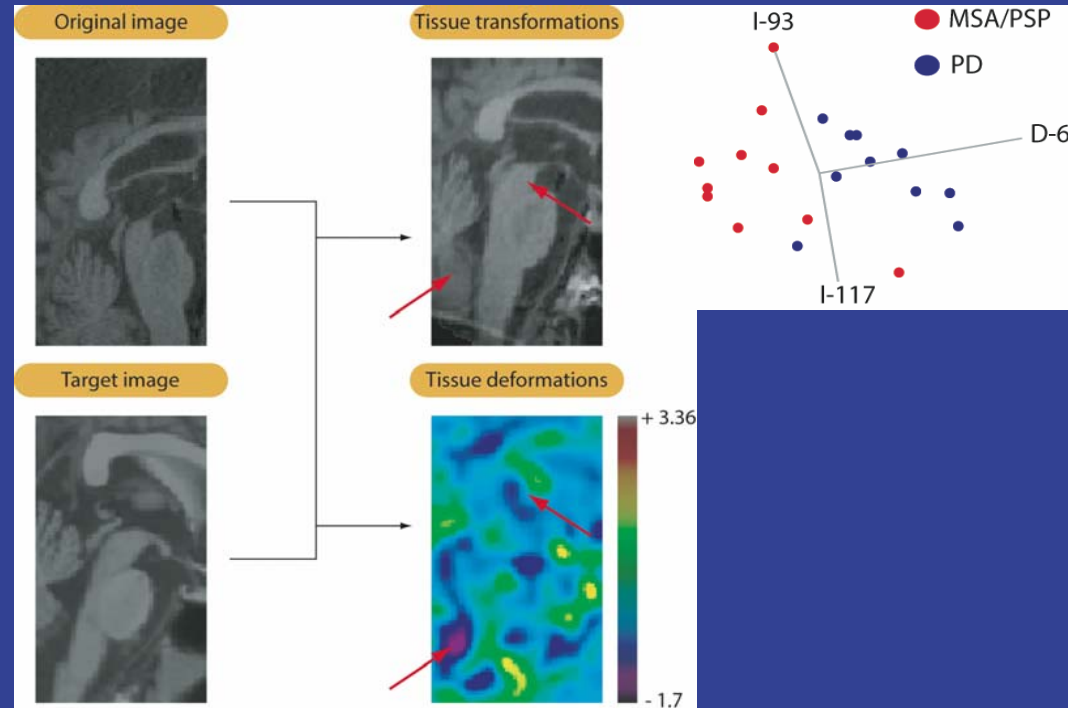 Original image
Tissue transformations
Target image
Tissue deformations
+ 3.36
- 1.7
I-93
MSA/PSP
PD
D-6
I-117